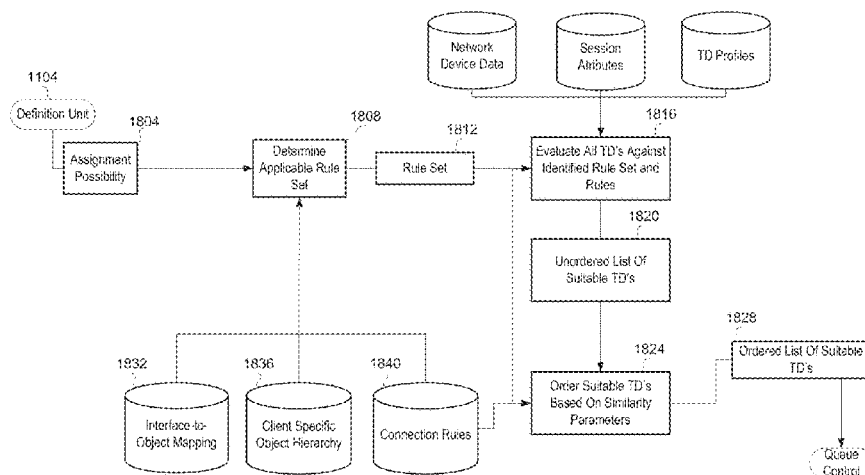 Network
Device Data
Session
Atributes
TD Profiles
1104
Definition Unit
1804
Assignment
Possibility
1808
Determine
Applicable Rule
Set
1812
Rule Set
1816
Evaluate All TD's Against
Identified Rule Set and
Rules
1820
Unordered List Of
Suitable TD's
1824
Order Suitable TD's
Based On Similarity
Parameters
1828
Ordered List Of Suitable
TD's
1832
Interface-to-
Object Mapping
1836
Client Specific
Object Hierarchy
1840
Connection Rules
Queue
Control